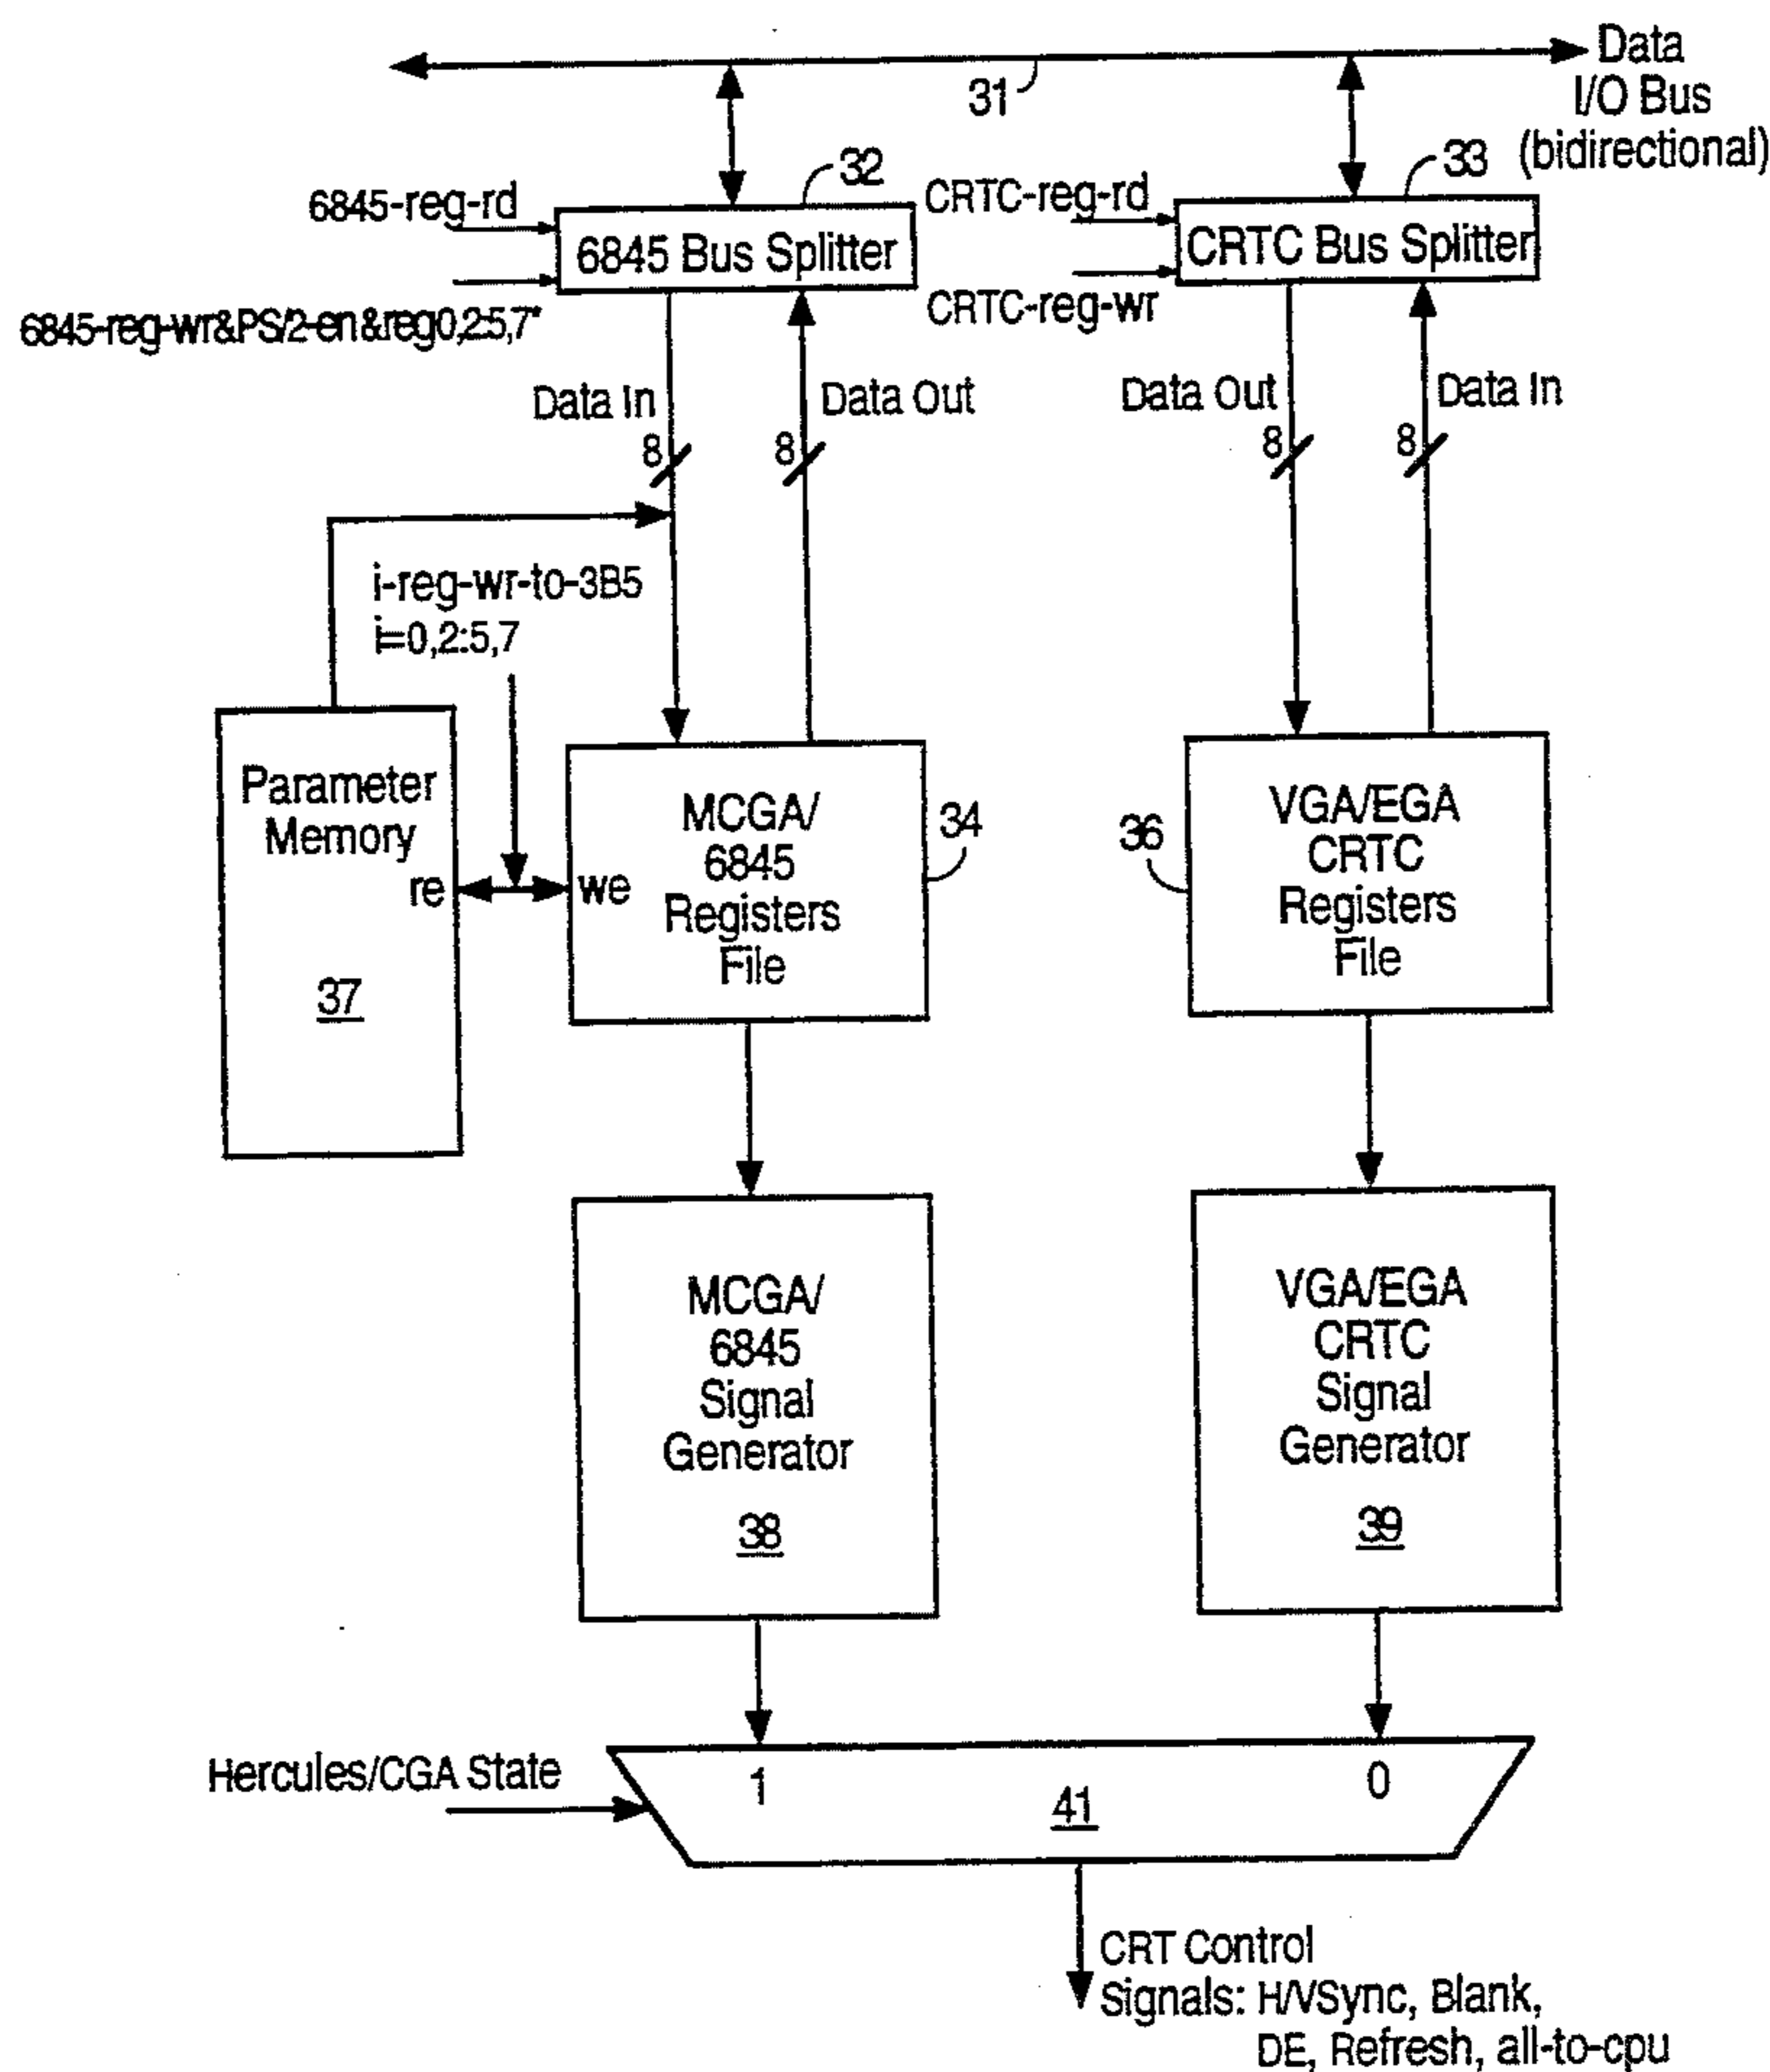 Data
I/O Bus
(bidirectional)
31
32
33
6845-reg-rd
6845 Bus Splitter
6845-reg-wr&PS/2-en&reg0,2:5,7*
CRTC-reg-rd
CRTC Bus Splitter
CRTC-reg-wr
Data In
8
Data Out
8
Data Out
8
Data In
8
i-reg-wr-to-3B5
i=0,2:5,7
Parameter
Memory
re
37
we
MCGA/
6845
Registers
File
34
36
VGA/EGA
CRTC
Registers
File
MCGA/
6845
Signal
Generator
38
VGA/EGA
CRTC
Signal
Generator
39
Hercules/CGA State
1
41
0
CRT Control
Signals: H/VSync, Blank,
DE, Refresh, all-to-cpu